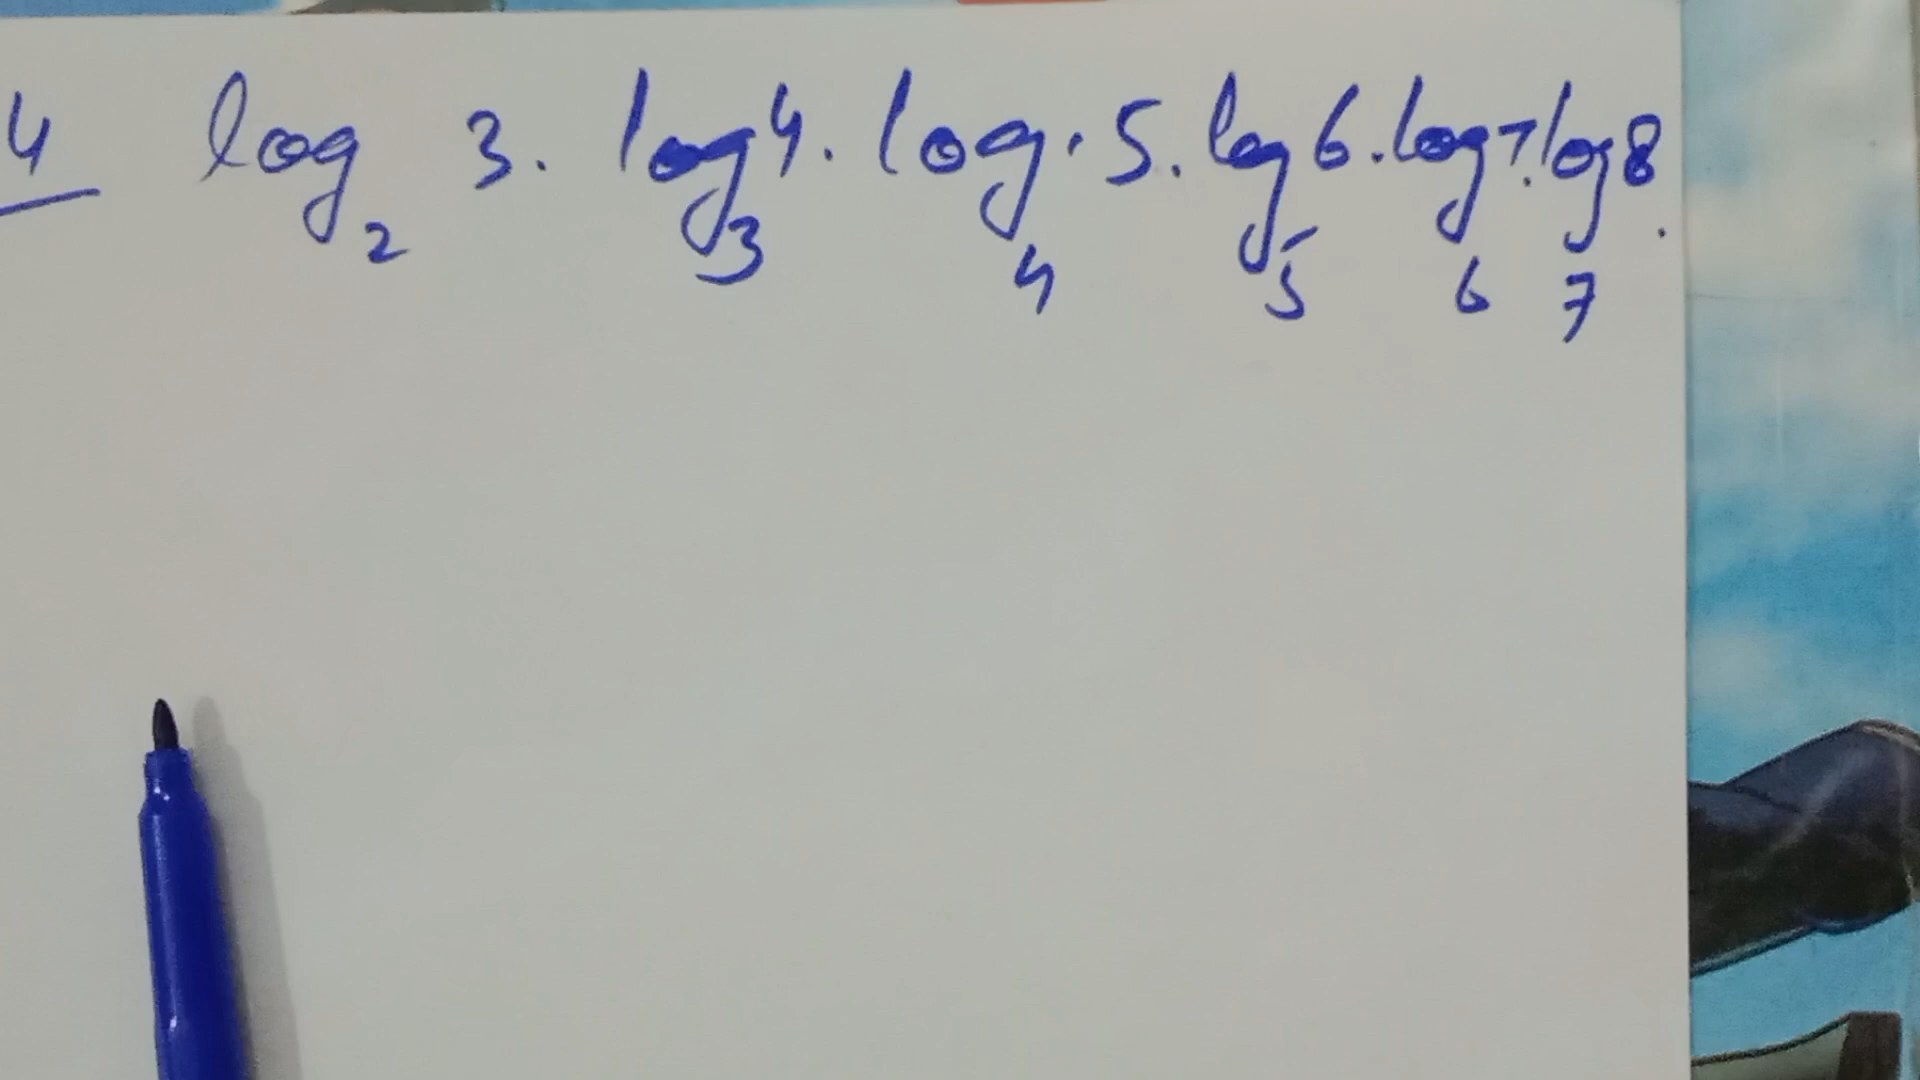 4 log₂ 3 . log₃ 4 . log₄ . 5 . log₅ 6 . log₆ 7 . log₇ 8 .